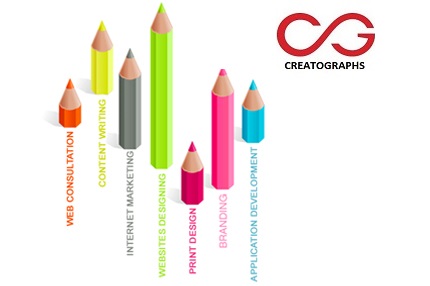 CREATOGRAPHS
WEB CONSULTATION
CONTENT WRITING
INTERNET MARKETING
WEBSITES DESIGNING
PRINT DESIGN
BRANDING
APPLICATION DEVELOPMENT